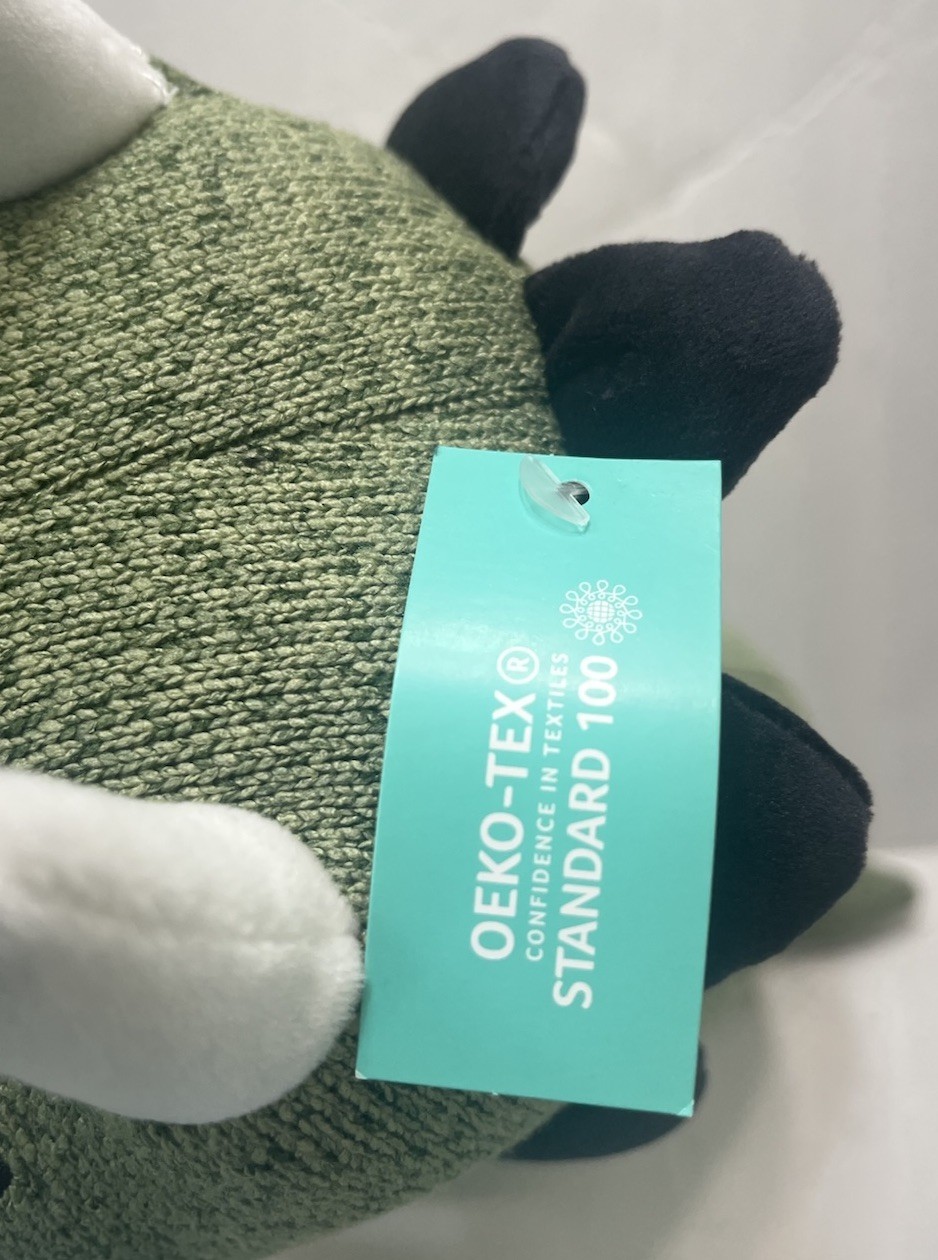 OEKO-TEX®
CONFIDENCE IN TEXTILES
STANDARD 100